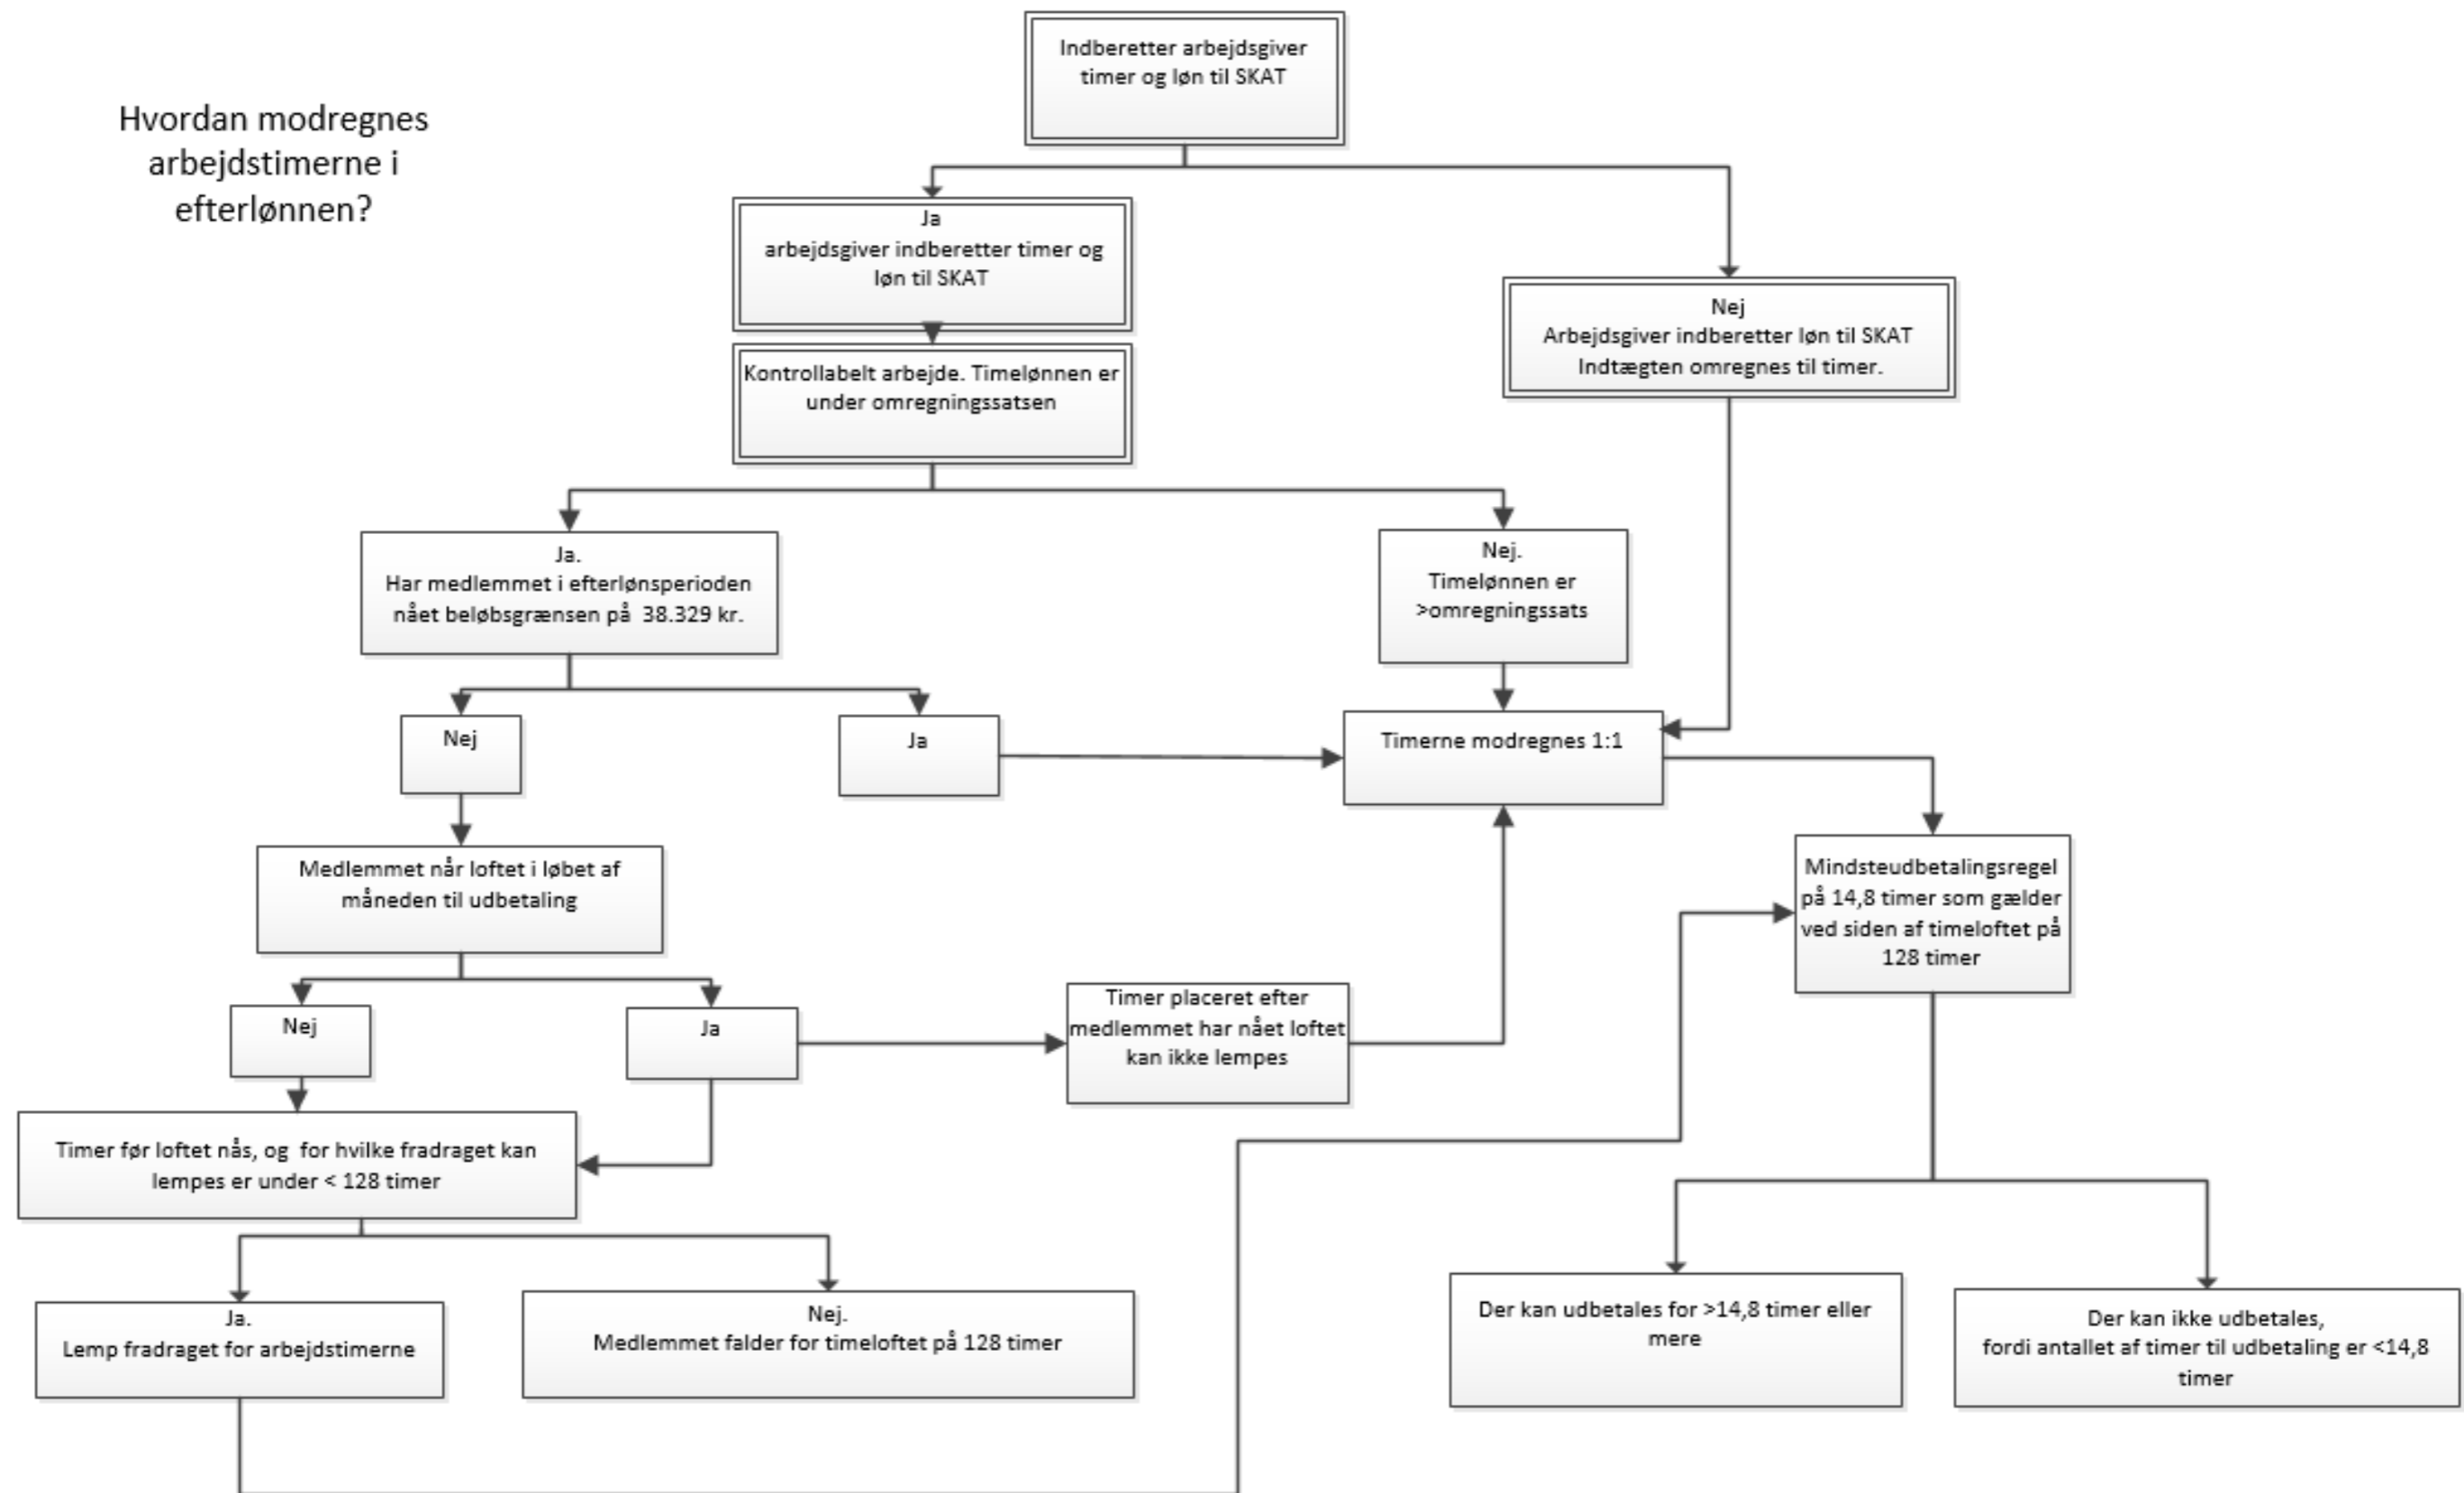 Hvordan modregnes
arbejdstimerne i
efterlønnen?
Indberetter arbejdsgiver
timer og løn til SKAT
Ja
arbejdsgiver indberetter timer og
løn til SKAT
Nej
Arbejdsgiver indberetter løn til SKAT
Indtægten omregnes til timer.
Kontrollabelt arbejde. Timelønnen er
under omregningssatsen
Ja.
Har medlemmet i efterlønsperioden
nået beløbsgrænsen på  38.329 kr.
Nej.
Timelønnen er
>omregningssats
Nej
Ja
Timerne modregnes 1:1
Medlemmet når loftet i løbet af
måneden til udbetaling
Mindsteudbetalingsregel
på 14,8 timer som gælder
ved siden af timeloftet på
128 timer
Nej
Ja
Timer placeret efter
medlemmet har nået loftet
kan ikke lempes
Timer før loftet nås, og  for hvilke fradraget kan
lempes er under < 128 timer
Ja.
Lemp fradraget for arbejdstimerne
Nej.
Medlemmet falder for timeloftet på 128 timer
Der kan udbetales for >14,8 timer eller
mere
Der kan ikke udbetales,
fordi antallet af timer til udbetaling er <14,8
timer